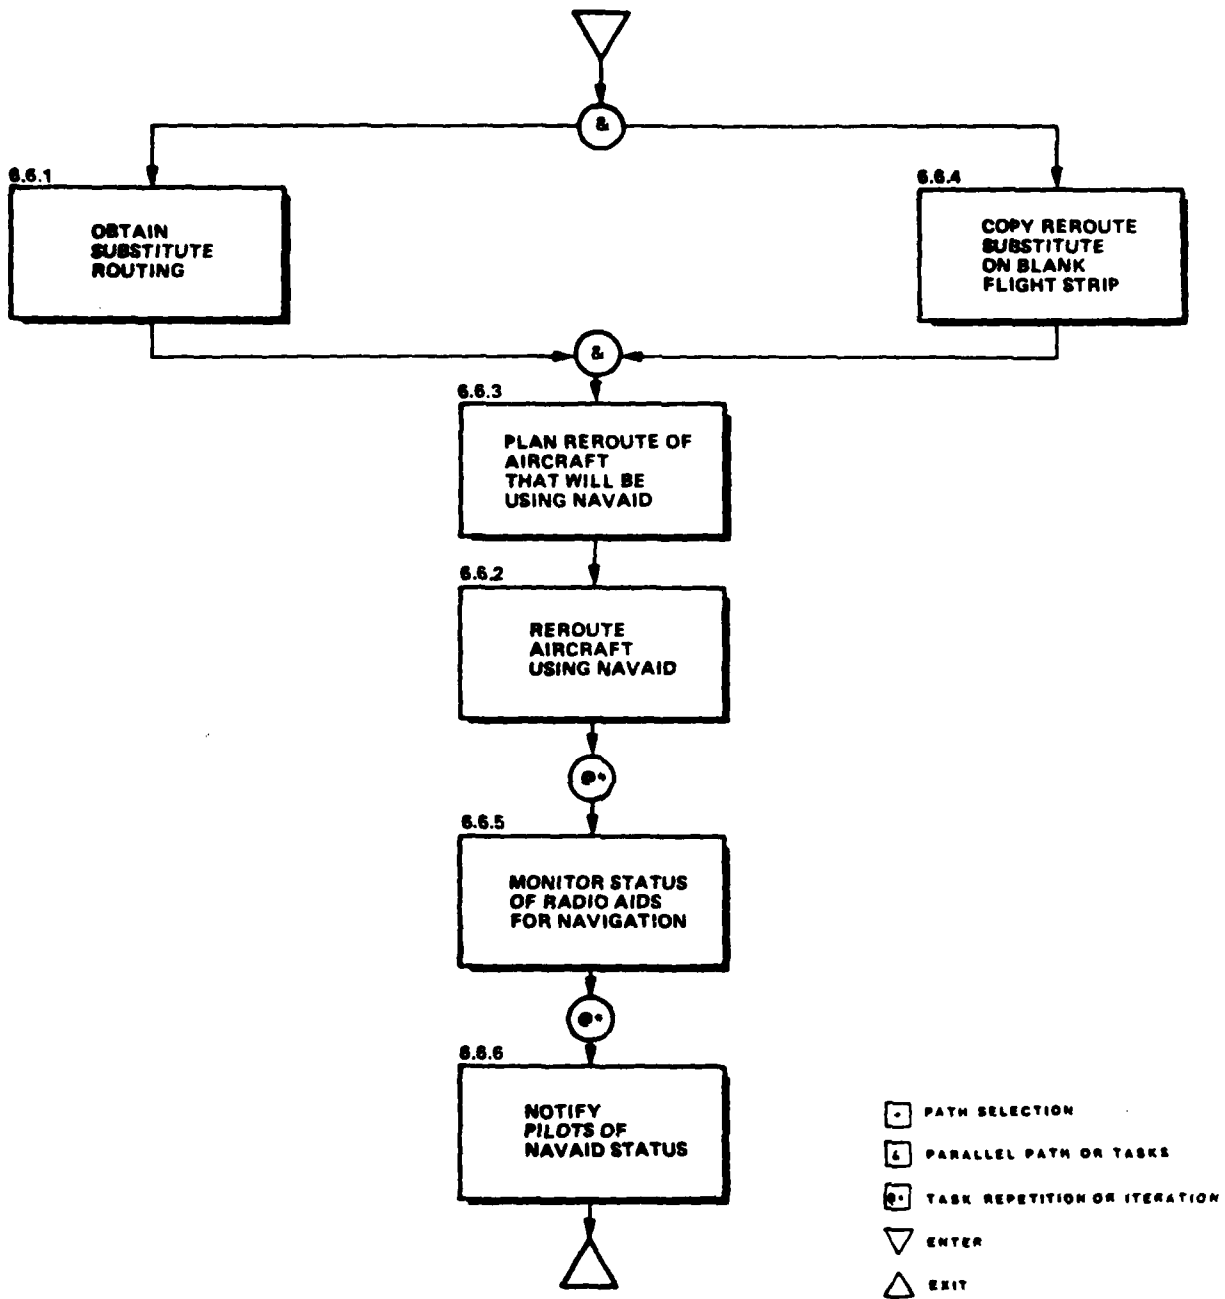 &
6.6.1
OBTAIN
SUBSTITUTE
ROUTING
6.6.4
COPY REROUTE
SUBSTITUTE
ON BLANK
FLIGHT STRIP
&
6.6.3
PLAN REROUTE OF
AIRCRAFT
THAT WILL BE
USING NAVAID
6.6.2
REROUTE
AIRCRAFT
USING NAVAID
@*
6.6.5
MONITOR STATUS
OF RADIO AIDS
FOR NAVIGATION
@*
6.6.6
NOTIFY
PILOTS OF
NAVAID STATUS
* PATH SELECTION
& PARALLEL PATH OR TASKS
@* TASK REPETITION OR ITERATION
ENTER
EXIT